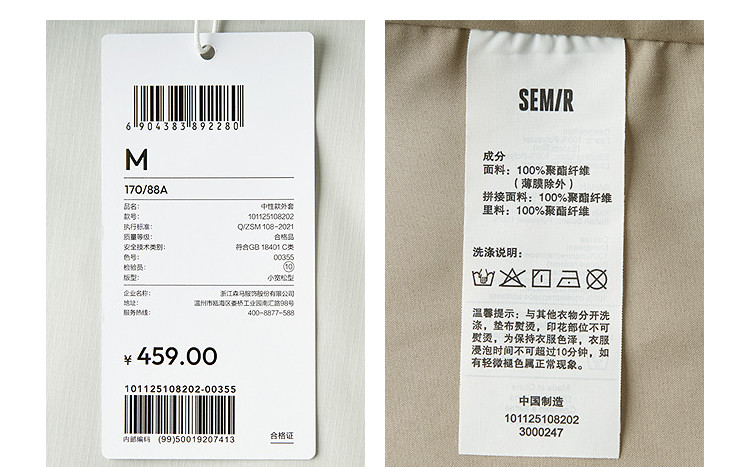 6 904383 892280
M
170/88A
品名: 中性款外套
款号: 101125108202
执行标准: Q/ZSM 108-2021
质量等级: 合格品
安全技术类别: 符合GB 18401 C类
色号: 00355
检验员: 10
版型: 小宽松型
企业名称: 浙江森马服饰股份有限公司
地址: 温州市瓯海区娄桥工业园南汇路98号
服务热线: 400-8877-588
¥ 459.00
101125108202-00355
内部编码 (99)50019207413
合格证
SEMIR
成分
面料: 100%聚酯纤维
(薄膜除外)
拼接面料: 100%聚酯纤维
里料: 100%聚酯纤维
洗涤说明:
温馨提示: 与其他衣物分开洗
涤, 垫布熨烫, 印花部位不可
熨烫, 为保持衣服色泽, 衣服
浸泡时间不可超过10分钟, 如
有轻微褪色属正常现象。
中国制造
101125108202
3000247